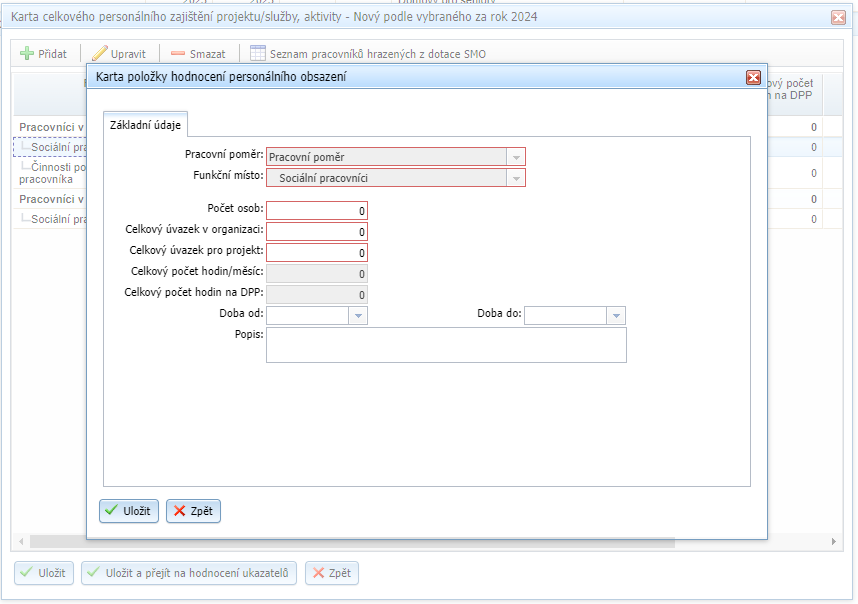 Karta celkového personálního zajištění projektu/služby, aktivity - Nový podle vybraného za rok 2024
Přidat Upravit Smazat Seznam pracovníků hrazených z dotace SMO
Karta položky hodnocení personálního obsazení
počet
na DPP
Základní údaje
Pracovníci v 0
Sociální 0
Činnosti
pracovníka 0
Pracovníci v 0
Sociální 0
Pracovní poměr: Pracovní poměr
Funkční místo: Sociální pracovníci
Počet osob: 0
Celkový úvazek v organizaci: 0
Celkový úvazek pro projekt: 0
Celkový počet hodin/měsíc: 0
Celkový počet hodin na DPP: 0
Doba od: Doba do:
Popis:
Uložit Zpět
Uložit Uložit a přejít na hodnocení ukazatelů Zpět